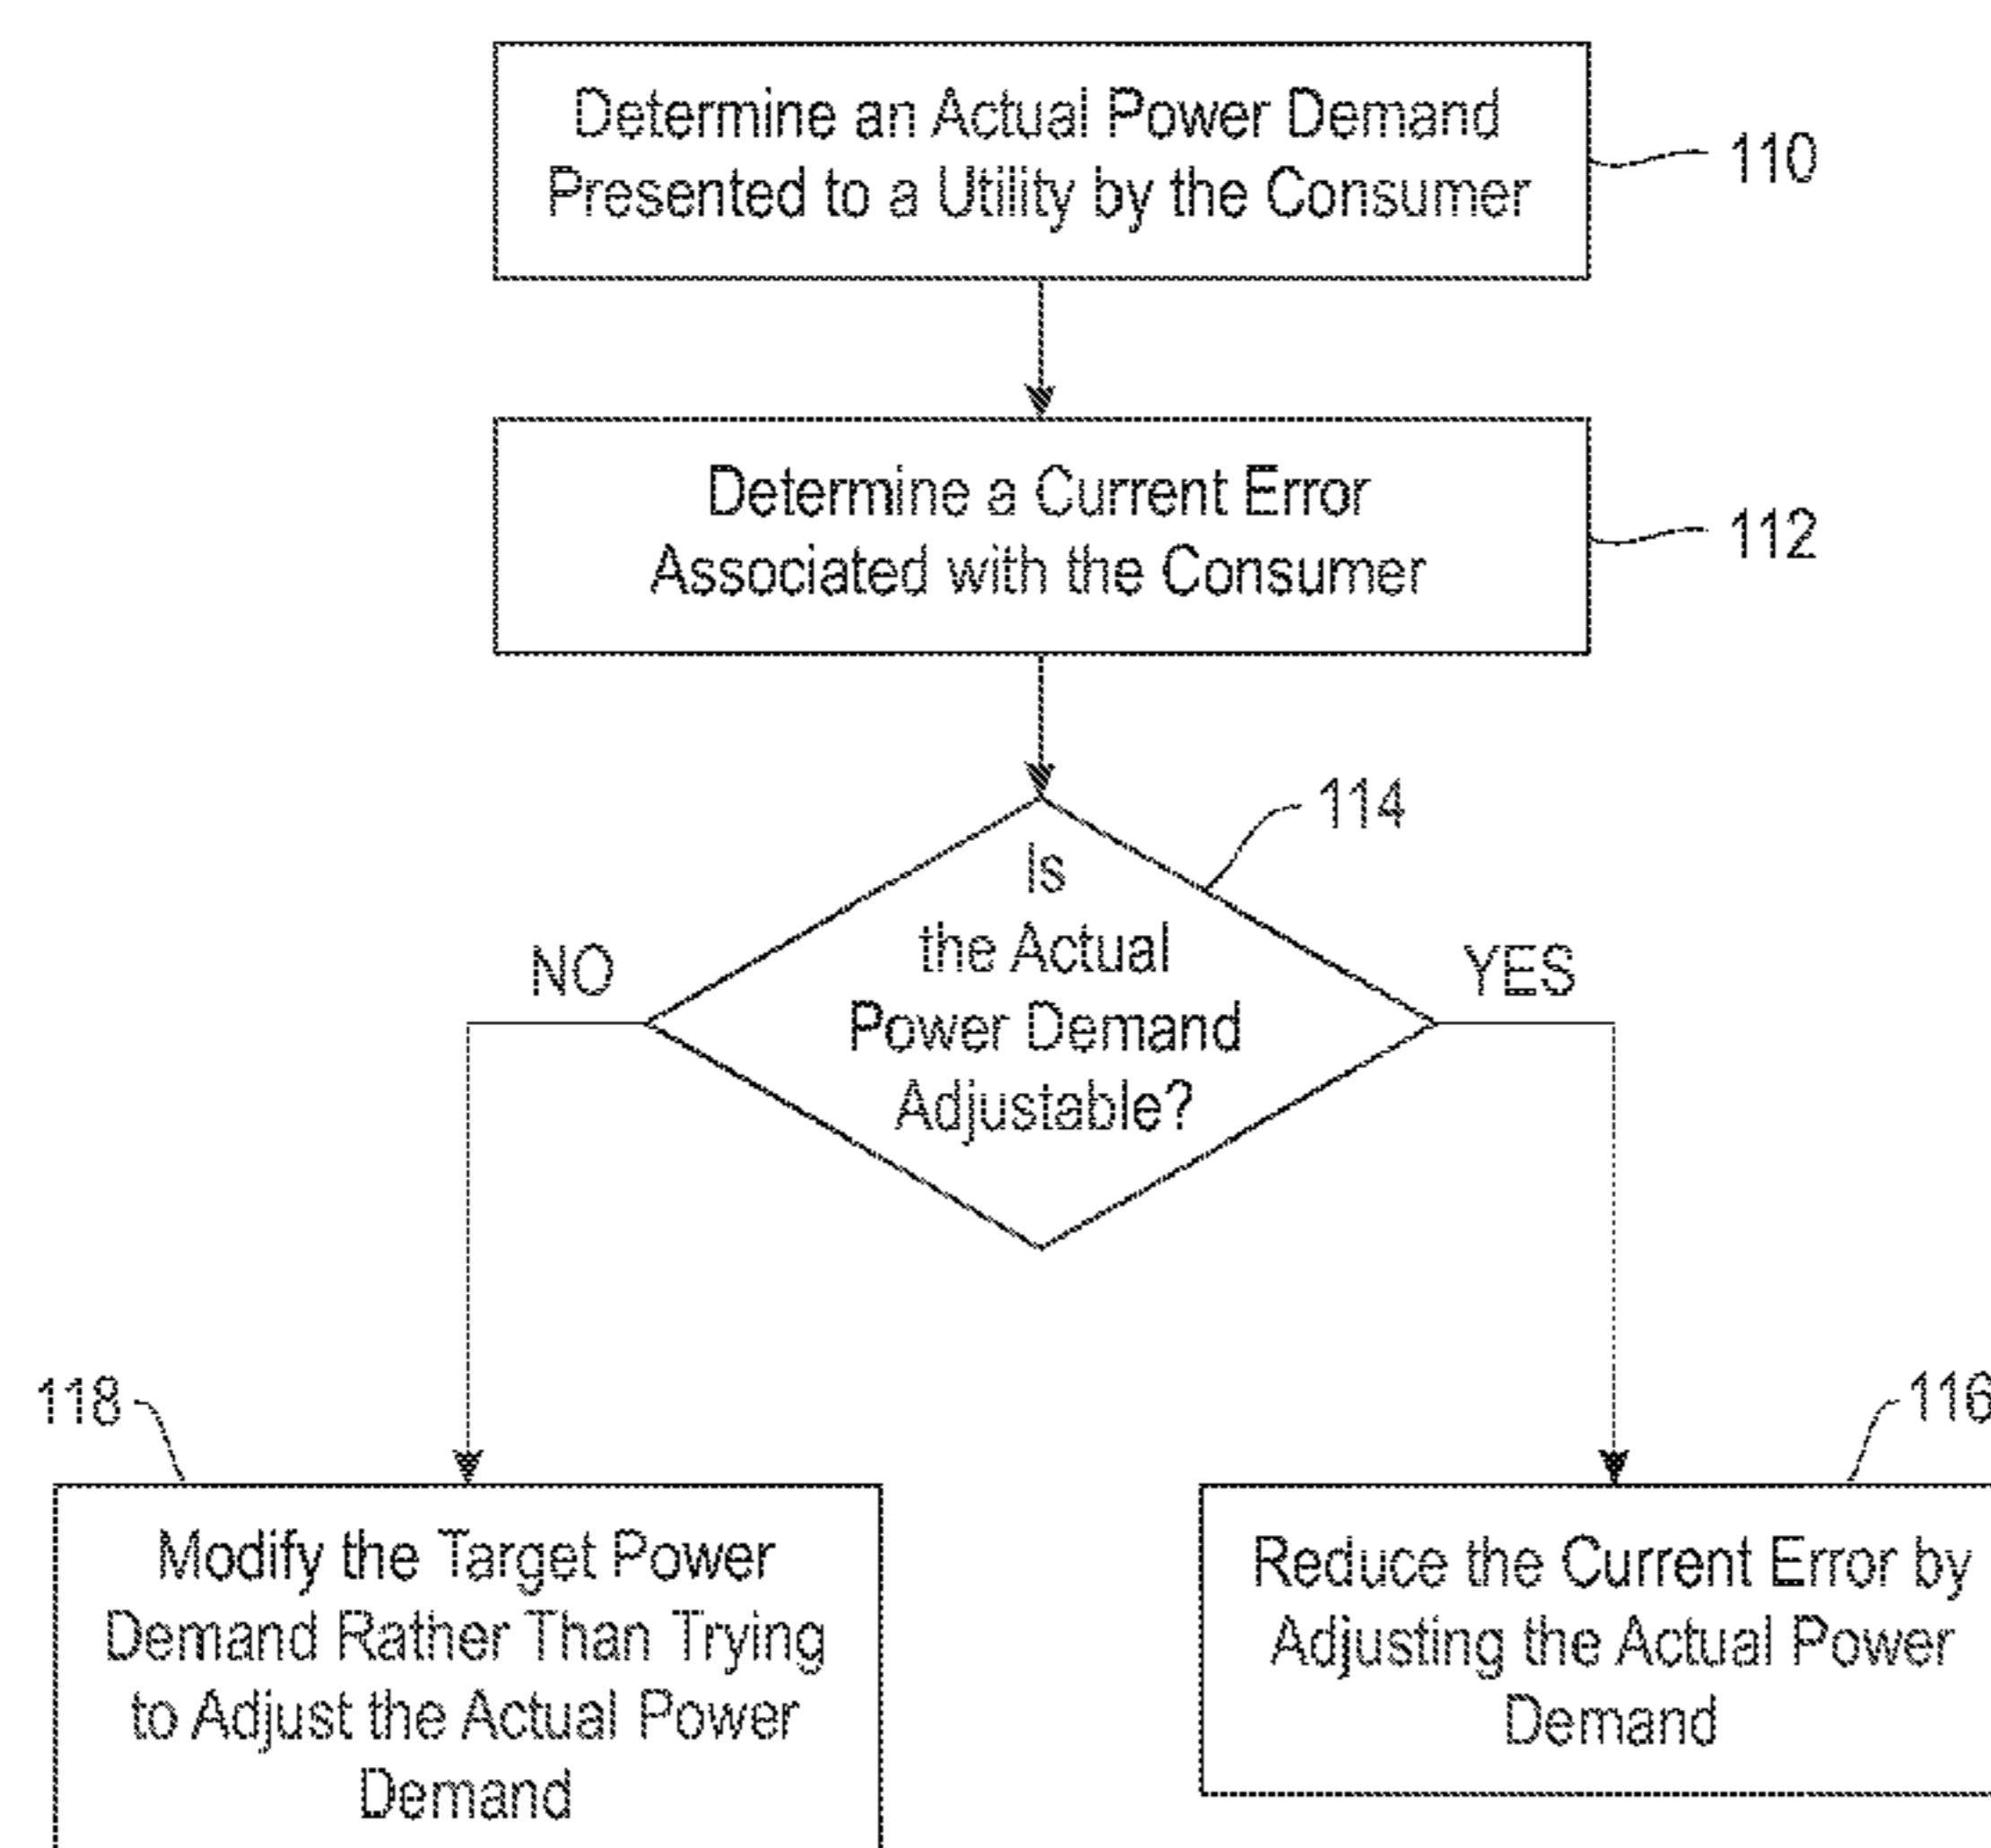 Determine an Actual Power Demand
Presented to a Utility by the Consumer
110
Determine a Current Error
Associated with the Consumer
112
114
Is
the Actual
Power Demand
Adjustable?
NO
YES
118
Modify the Target Power
Demand Rather Than Trying
to Adjust the Actual Power
Demand
116
Reduce the Current Error by
Adjusting the Actual Power
Demand